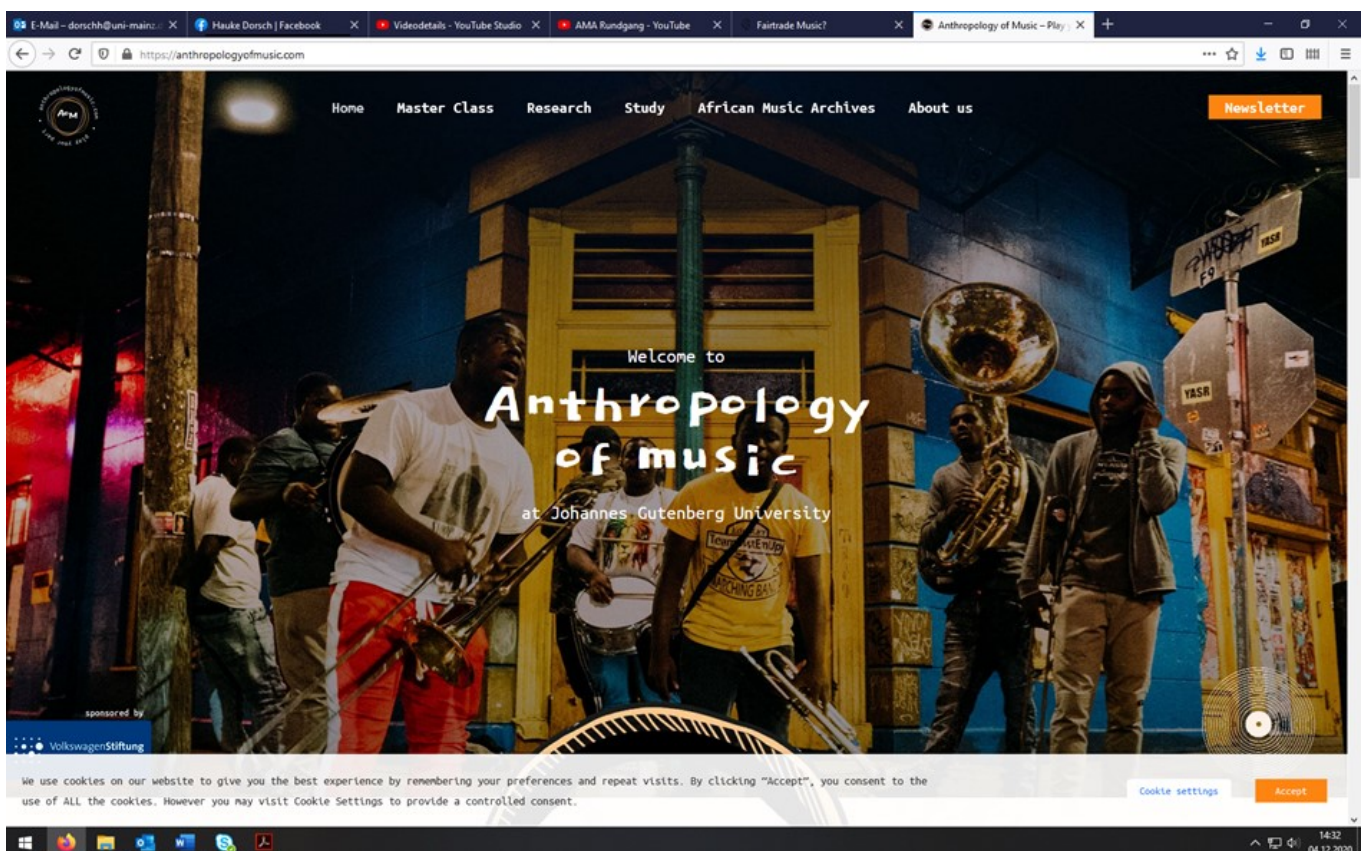 E-Mail – dorschh@uni-mainz.d
Hauke Dorsch | Facebook
Videodetails - YouTube Studio
AMA Rundgang - YouTube
Fairtrade Music?
Anthropology of Music – Play
https://anthropologyofmusic.com
AoM
Home
Master Class
Research
Study
African Music Archives
About us
Newsletter
YASR
F9
YASR
Welcome to
Anthropology
of music
at Johannes Gutenberg University
sponsored by
VolkswagenStiftung
We use cookies on our website to give you the best experience by remembering your preferences and repeat visits. By clicking “Accept”, you consent to the
use of ALL the cookies. However you may visit Cookie Settings to provide a controlled consent.
Cookie settings
Accept
14:32
04.12.2020